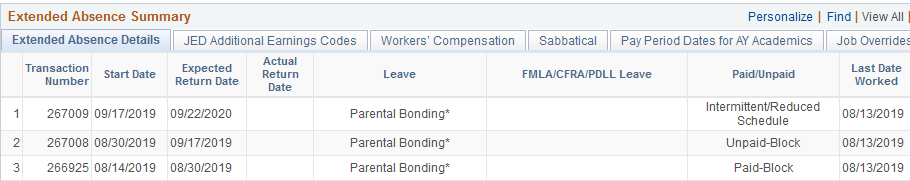 Extended Absence Summary Personalize | Find | View All |
Extended Absence Details JED Additional Earnings Codes Workers' Compensation Sabbatical Pay Period Dates for AY Academics Job Overrides
Transaction Number Start Date Expected Return Date Actual Return Date Leave FMLA/CFRA/PDLL Leave Paid/Unpaid Last Date Worked
1 267009 09/17/2019 09/22/2020 Parental Bonding* Intermittent/Reduced Schedule 08/13/2019
2 267008 08/30/2019 09/17/2019 Parental Bonding* Unpaid-Block 08/13/2019
3 266925 08/14/2019 08/30/2019 Parental Bonding* Paid-Block 08/13/2019